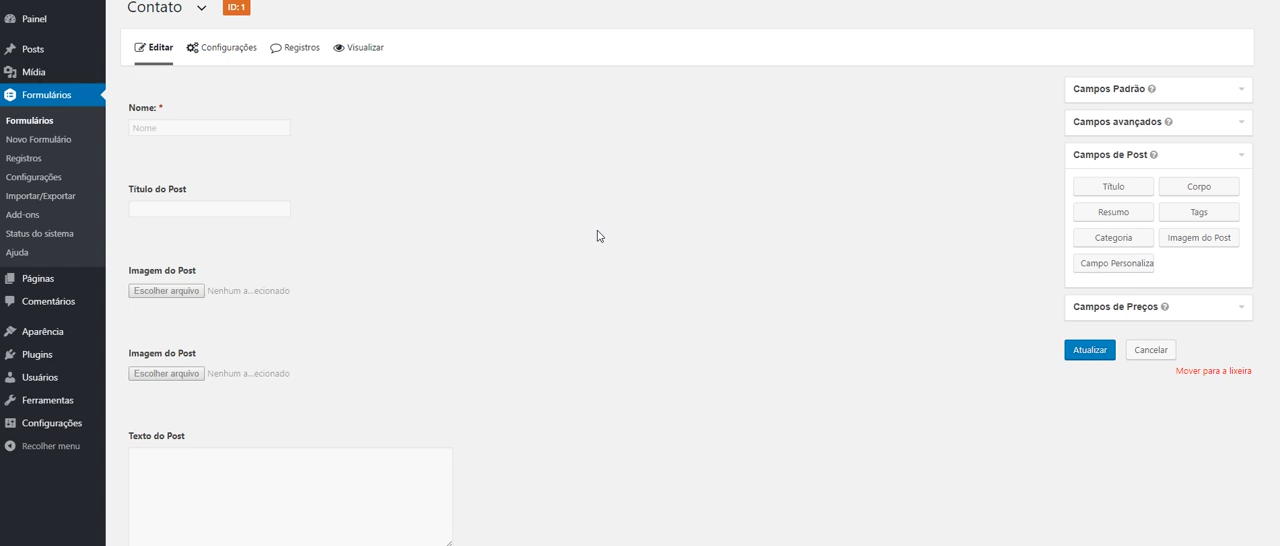 Contato
ID: 1
Painel
Posts
Mídia
Formulários
Formulários
Novo Formulário
Registros
Configurações
Importar/Exportar
Add-ons
Status do sistema
Ajuda
Páginas
Comentários
Aparência
Plugins
Usuários
Ferramentas
Configurações
Recolher menu
Editar Configurações Registros Visualizar
Nome: *
Nome
Título do Post
Imagem do Post
Escolher arquivo Nenhum a...ecionado
Imagem do Post
Escolher arquivo Nenhum a...ecionado
Texto do Post
Campos Padrão ?
Campos avançados ?
Campos de Post ?
Título Corpo
Resumo Tags
Categoria Imagem do Post
Campo Personaliza
Campos de Preços ?
Atualizar Cancelar
Mover para a lixeira